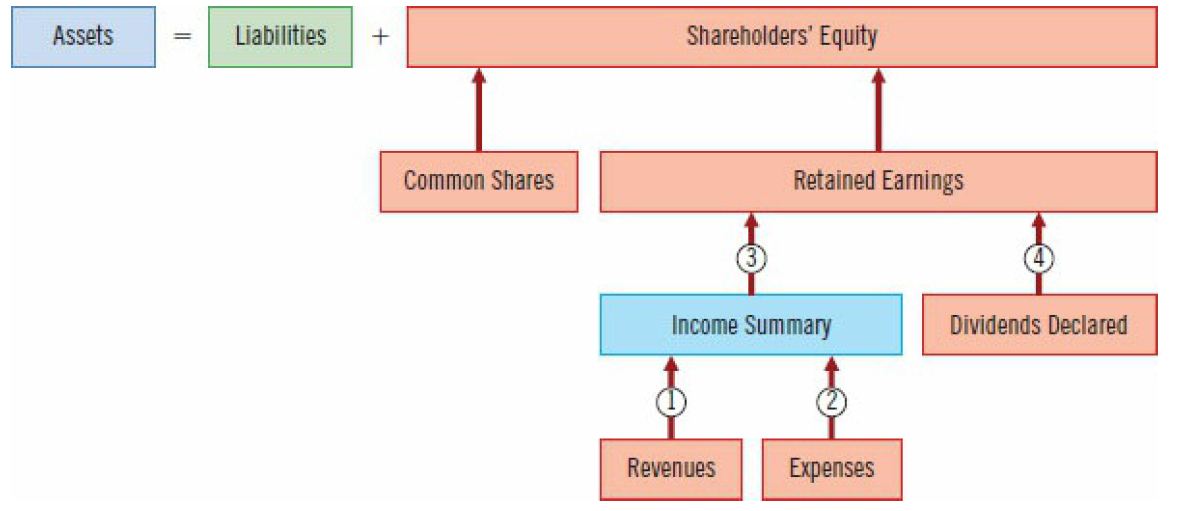 Assets = Liabilities + Shareholders' Equity
Common Shares Retained Earnings
3 4
Income Summary Dividends Declared
1 2
Revenues Expenses